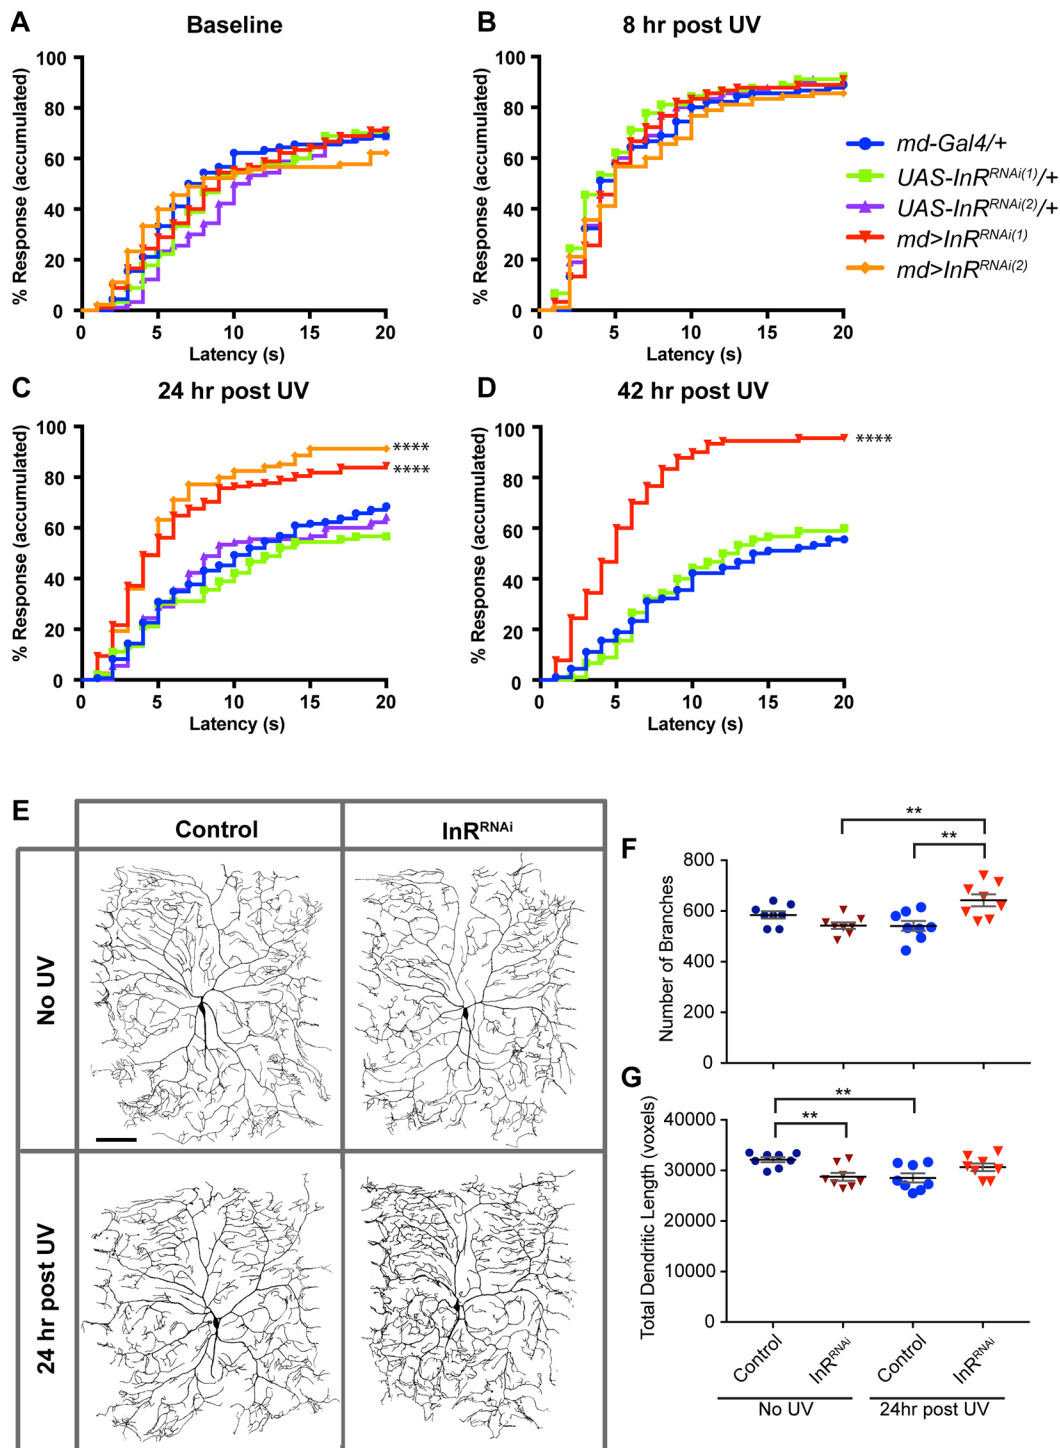 A
Baseline
% Response (accumulated)
100
80
60
40
20
0
0 5 10 15 20
Latency (s)
B
8 hr post UV
% Response (accumulated)
100
80
60
40
20
0
0 5 10 15 20
Latency (s)
md-Gal4/+
UAS-InR^RNAi(1)/+
UAS-InR^RNAi(2)/+
md>InR^RNAi(1)
md>InR^RNAi(2)
C
24 hr post UV
% Response (accumulated)
100
80
60
40
20
0
0 5 10 15 20
Latency (s)
****
****
D
42 hr post UV
% Response (accumulated)
100
80
60
40
20
0
0 5 10 15 20
Latency (s)
****
E
Control
InR^RNAi
No UV
24 hr post UV
F
Number of Branches
800
600
400
200
0
**
**
G
Total Dendritic Length (voxels)
40000
30000
20000
10000
0
**
**
Control
InR^RNAi
Control
InR^RNAi
No UV
24hr post UV